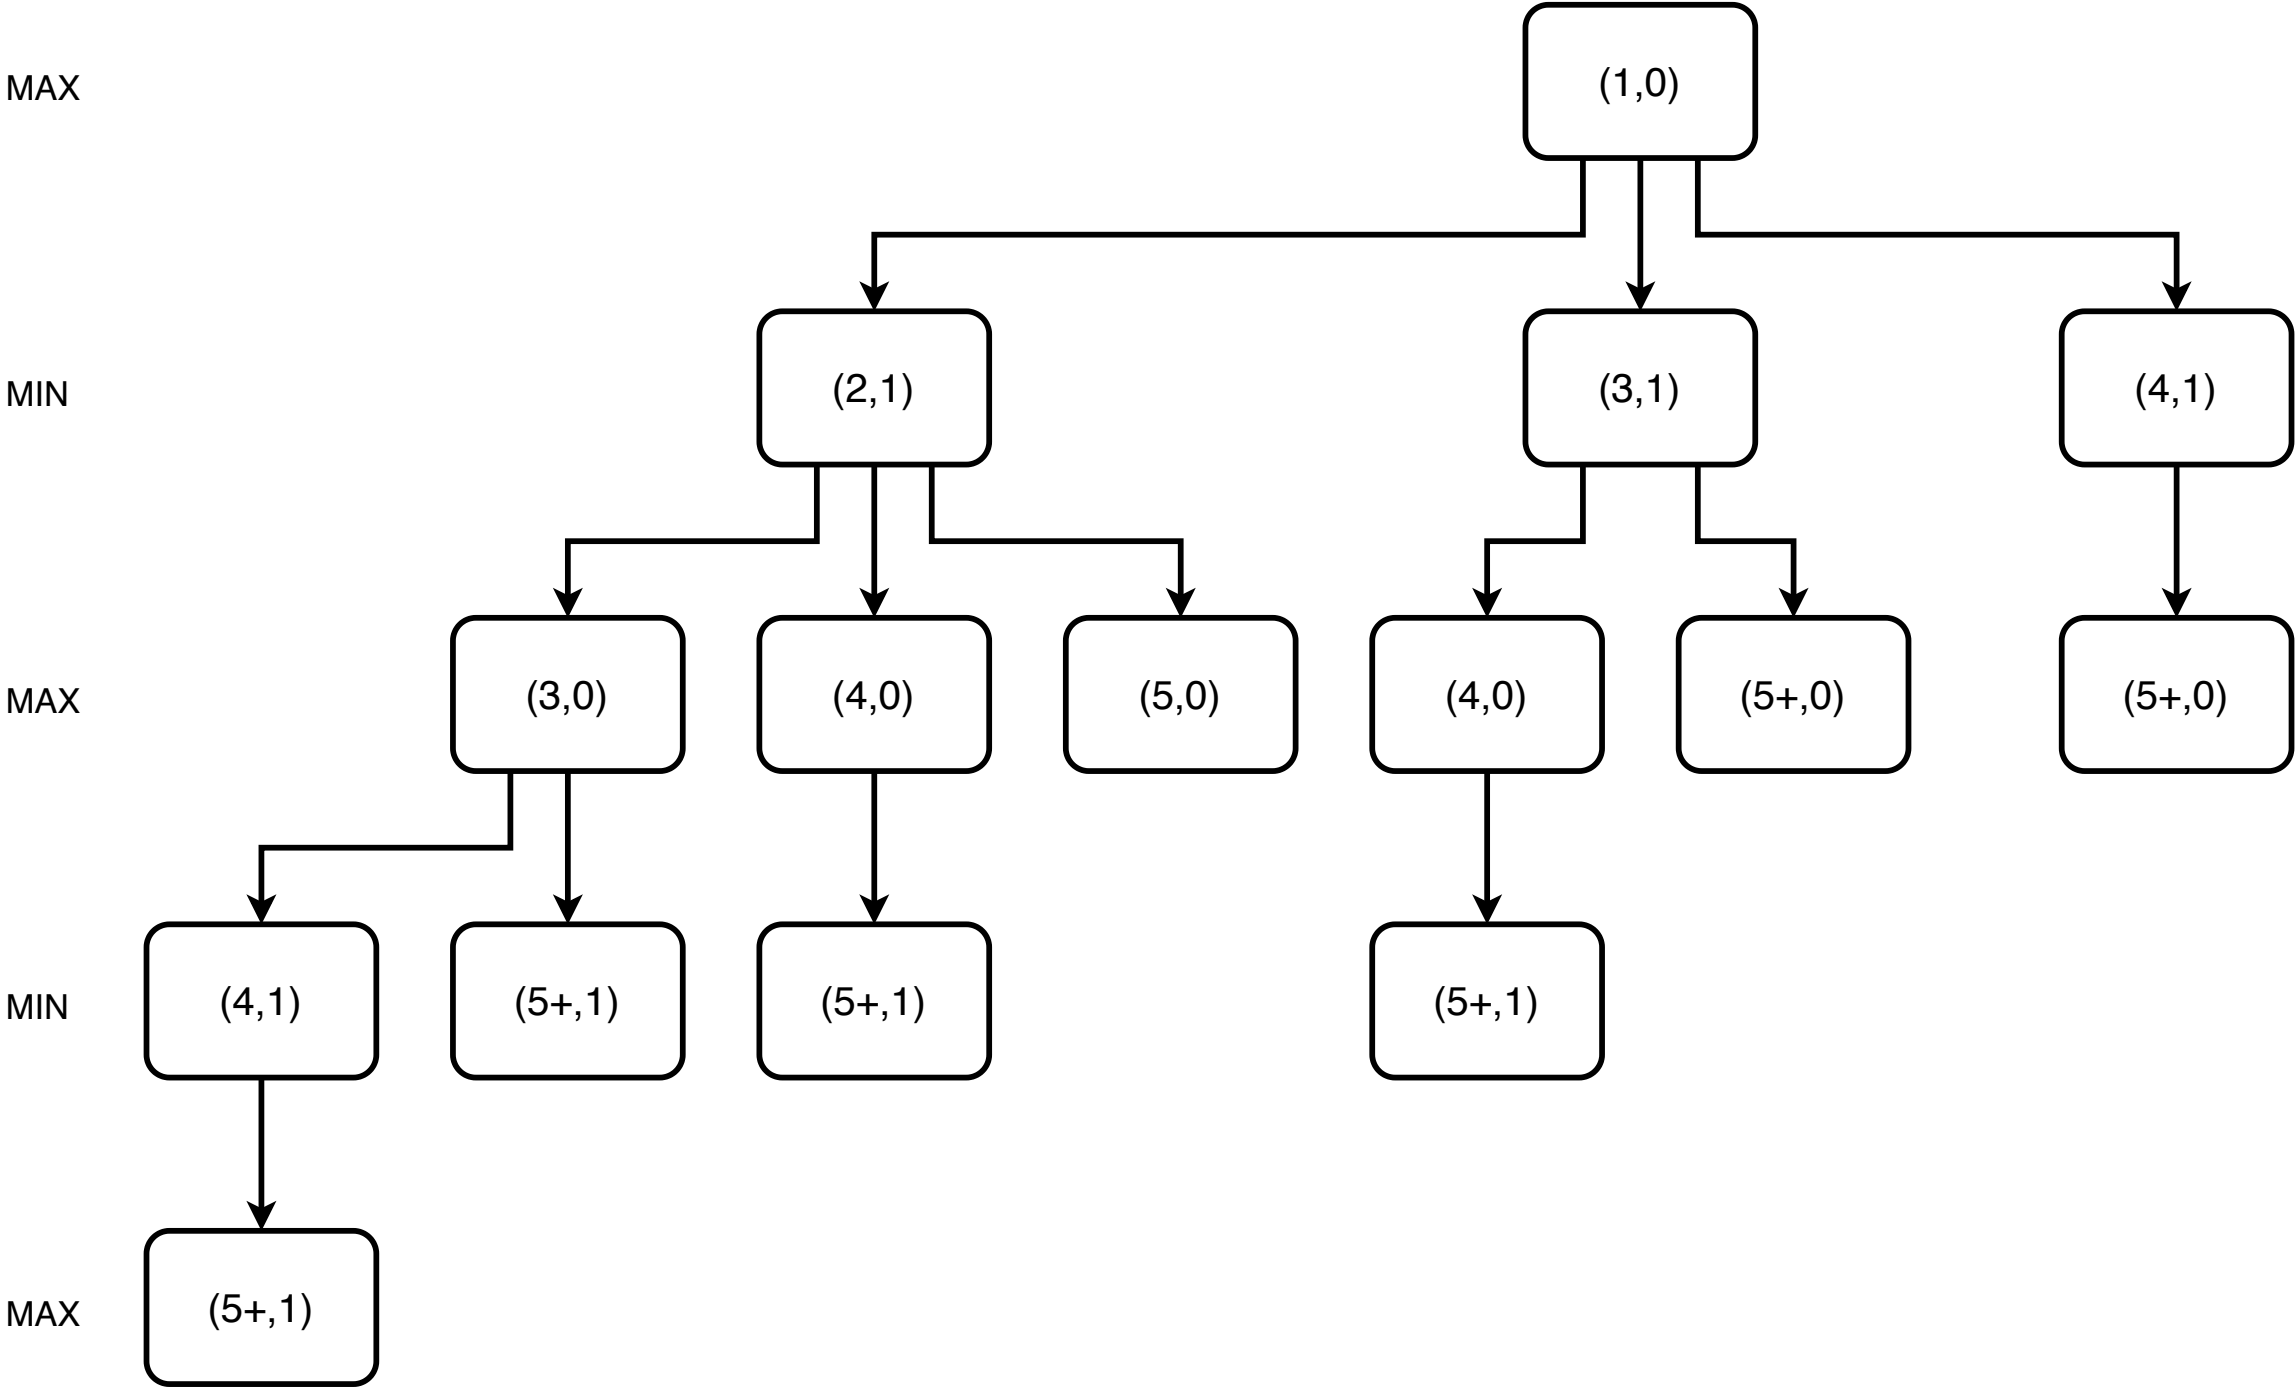 MAX (1,0)
MIN (2,1) (3,1) (4,1)
MAX (3,0) (4,0) (5,0) (4,0) (5+,0) (5+,0)
MIN (4,1) (5+,1) (5+,1) (5+,1)
MAX (5+,1)